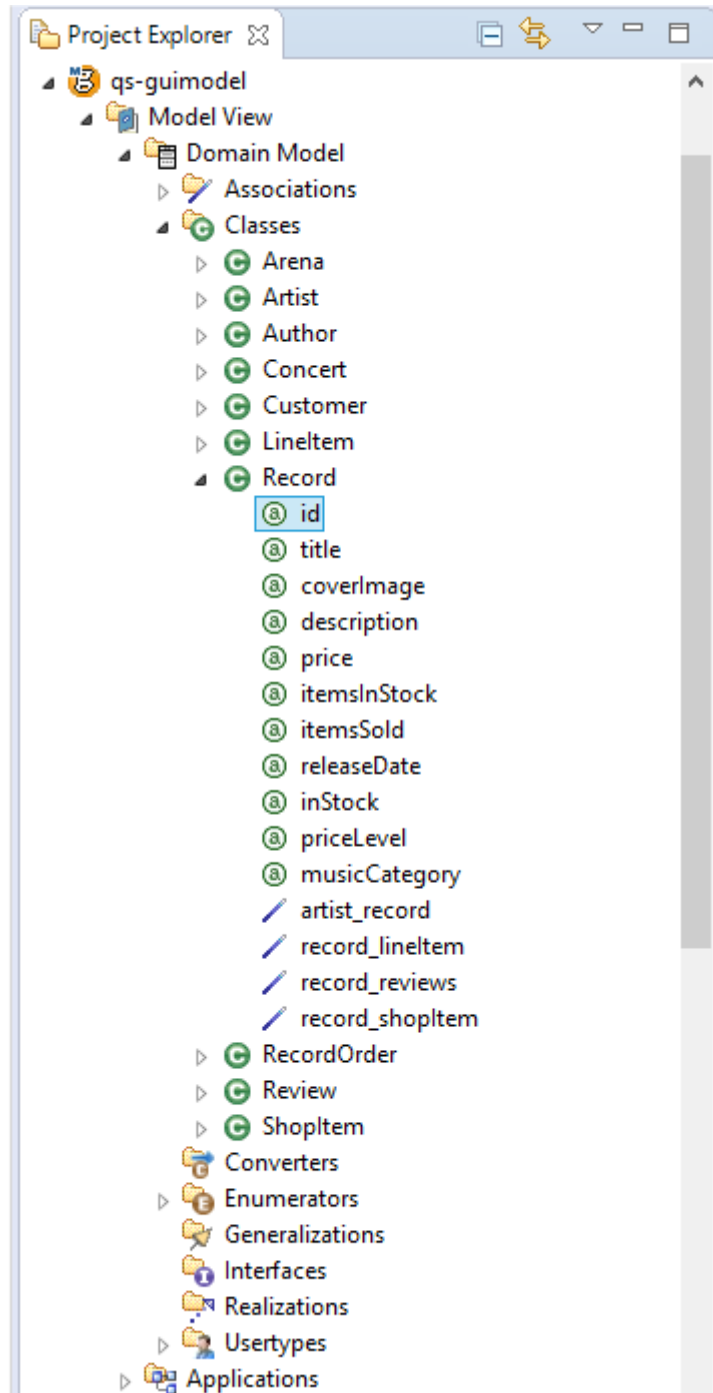 Project Explorer
qs-guimodel
Model View
Domain Model
Associations
Classes
Arena
Artist
Author
Concert
Customer
LineItem
Record
id
title
coverImage
description
price
itemsInStock
itemsSold
releaseDate
inStock
priceLevel
musicCategory
artist_record
record_lineItem
record_reviews
record_shopItem
RecordOrder
Review
ShopItem
Converters
Enumerators
Generalizations
Interfaces
Realizations
Usertypes
Applications